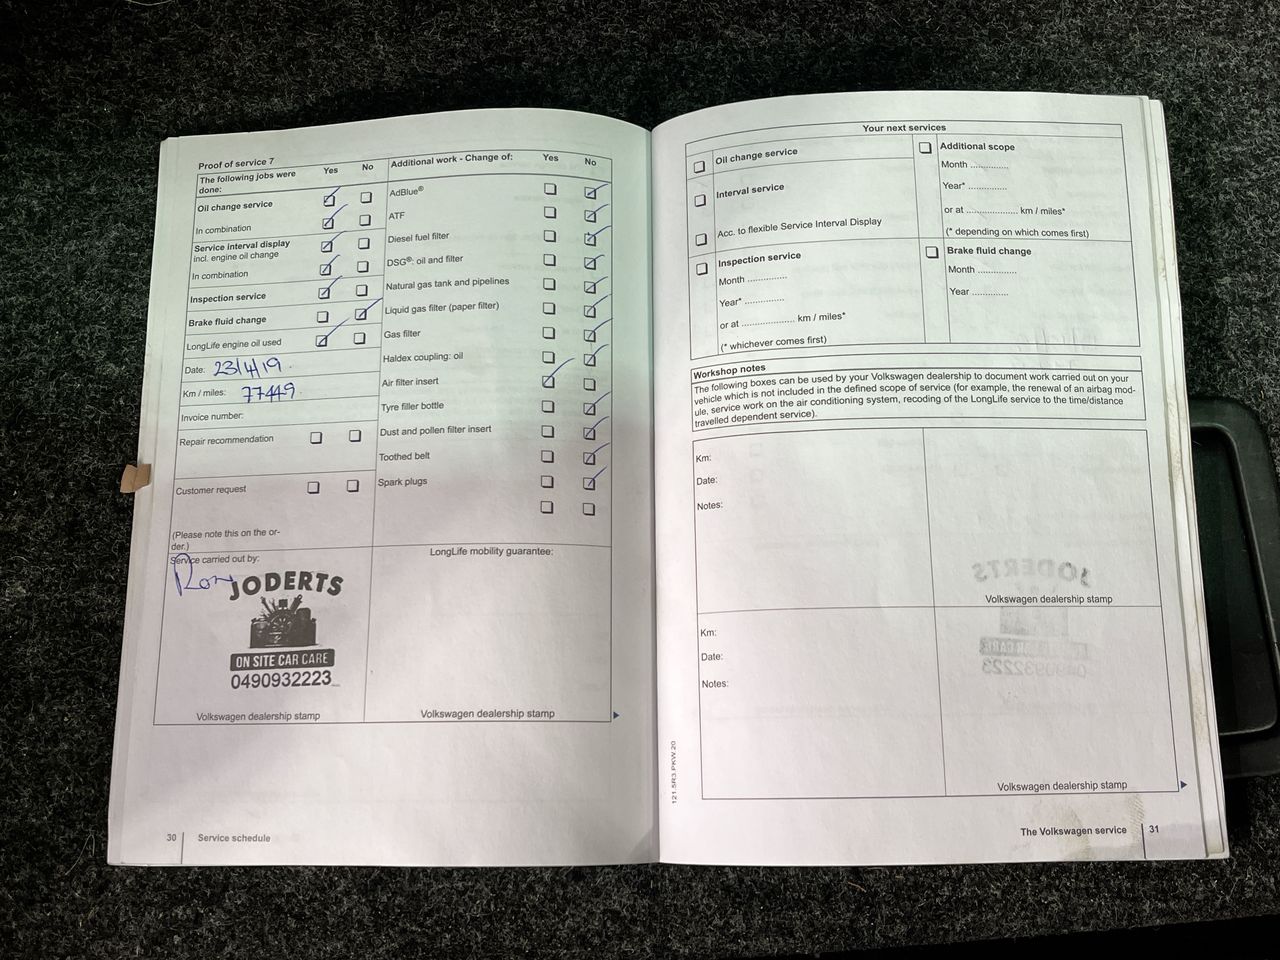 Proof of service 7
The following jobs were done:
Yes No
Oil change service
In combination
Service interval display
incl. engine oil change
In combination
Inspection service
Brake fluid change
LongLife engine oil used
Date: 23/4/19
Km / miles: 77449
Invoice number:
Repair recommendation
Customer request
(Please note this on the or-
der.)
Additional work - Change of: Yes No
AdBlue®
ATF
Diesel fuel filter
DSG®: oil and filter
Natural gas tank and pipelines
Liquid gas filter (paper filter)
Gas filter
Haldex coupling: oil
Air filter insert
Tyre filler bottle
Dust and pollen filter insert
Toothed belt
Spark plugs
Service carried out by:
Ron
JODERTS
ON SITE CAR CARE
0490932223
Volkswagen dealership stamp
LongLife mobility guarantee:
Volkswagen dealership stamp
30 Service schedule
Your next services
Oil change service
Interval service
Acc. to flexible Service Interval Display
Inspection service
Month ..............
Year* ..............
or at .................... km / miles*
(* whichever comes first)
Additional scope
Month .............
Year* ..............
or at .................. km / miles*
(* depending on which comes first)
Brake fluid change
Month .............
Year .............
Workshop notes
The following boxes can be used by your Volkswagen dealership to document work carried out on your
vehicle which is not included in the defined scope of service (for example, the renewal of an airbag mod-
ule, service work on the air conditioning system, recoding of the LongLife service to the time/distance
travelled dependent service).
Km:
Date:
Notes:
Volkswagen dealership stamp
Km:
Date:
Notes:
Volkswagen dealership stamp
121.5R3.PKW.20
The Volkswagen service 31